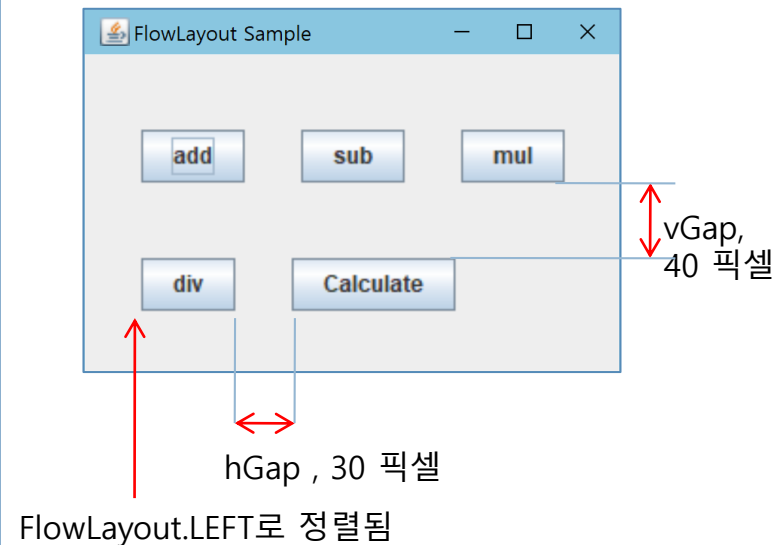 FlowLayout Sample
add
sub
mul
vGap,
40 픽셀
div
Calculate
hGap , 30 픽셀
FlowLayout.LEFT로 정렬됨